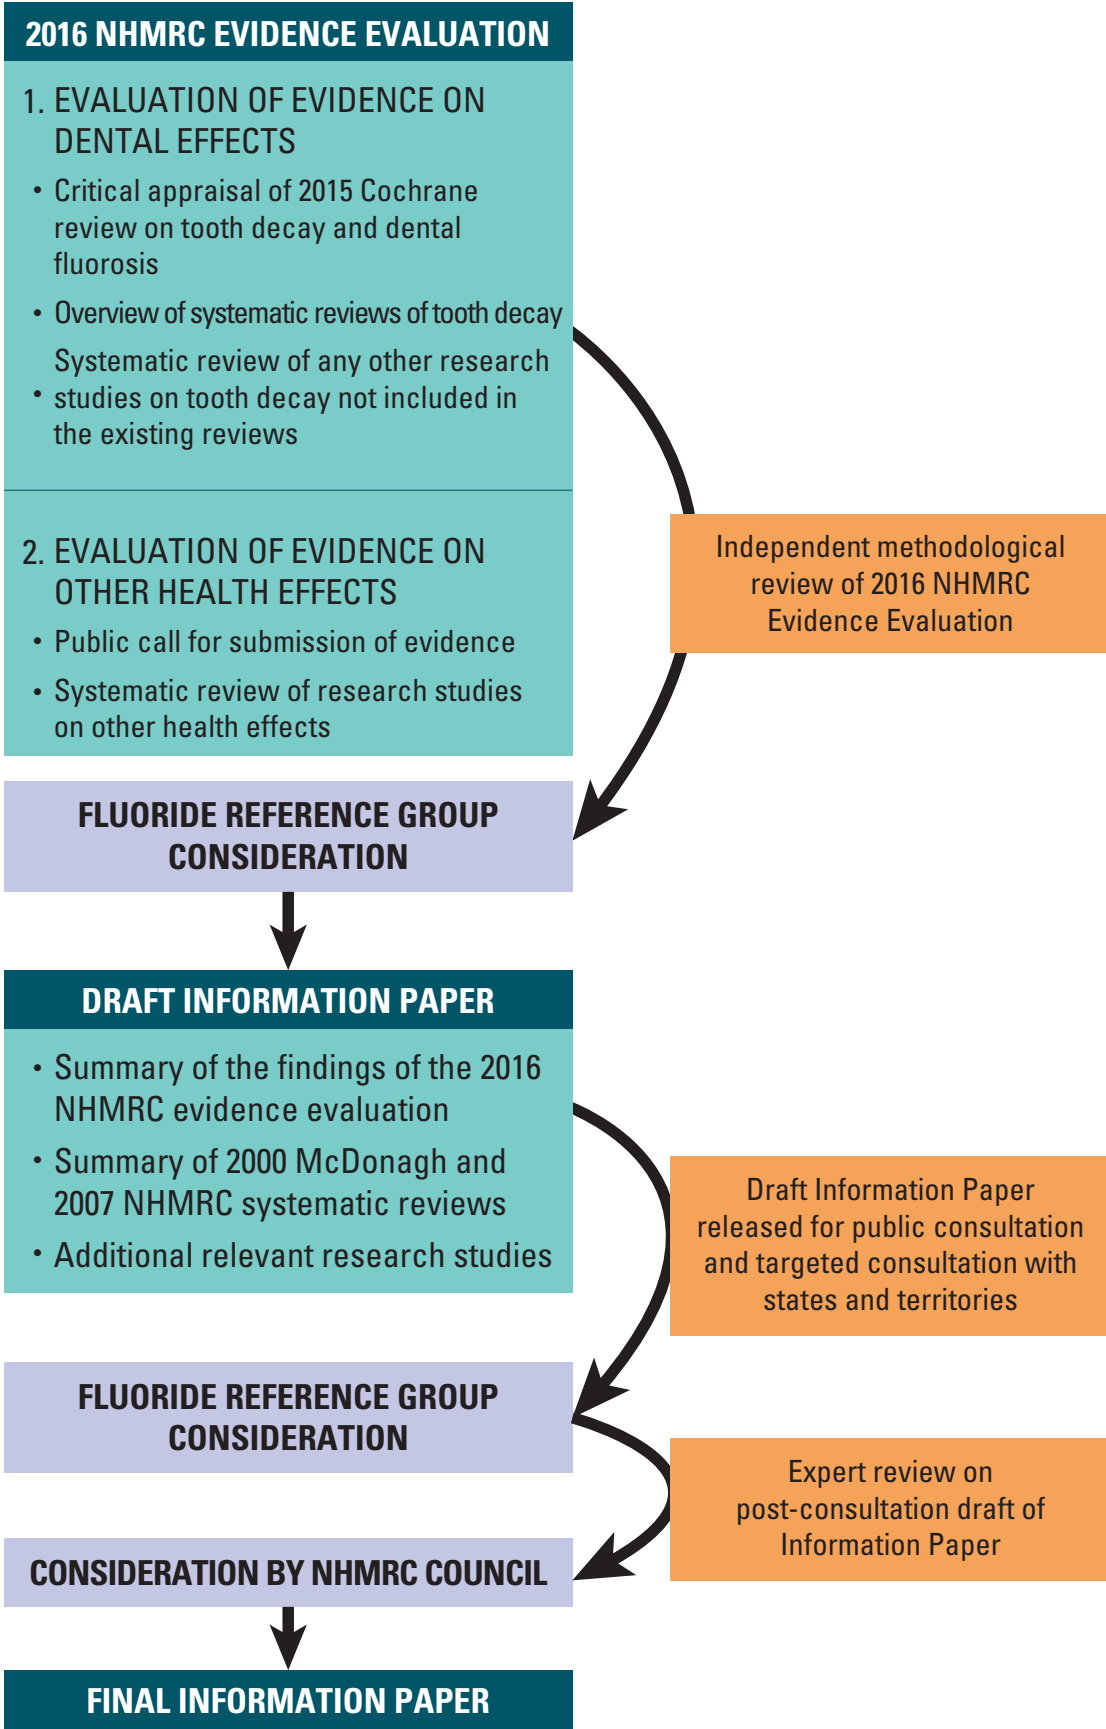 2016 NHMRC EVIDENCE EVALUATION
1. EVALUATION OF EVIDENCE ON
DENTAL EFFECTS
• Critical appraisal of 2015 Cochrane
review on tooth decay and dental
fluorosis
• Overview of systematic reviews of tooth decay
Systematic review of any other research
• studies on tooth decay not included in
the existing reviews
2. EVALUATION OF EVIDENCE ON
OTHER HEALTH EFFECTS
• Public call for submission of evidence
• Systematic review of research studies
on other health effects
Independent methodological
review of 2016 NHMRC
Evidence Evaluation
FLUORIDE REFERENCE GROUP
CONSIDERATION
DRAFT INFORMATION PAPER
• Summary of the findings of the 2016
NHMRC evidence evaluation
• Summary of 2000 McDonagh and
2007 NHMRC systematic reviews
• Additional relevant research studies
Draft Information Paper
released for public consultation
and targeted consultation with
states and territories
FLUORIDE REFERENCE GROUP
CONSIDERATION
Expert review on
post-consultation draft of
Information Paper
CONSIDERATION BY NHMRC COUNCIL
FINAL INFORMATION PAPER